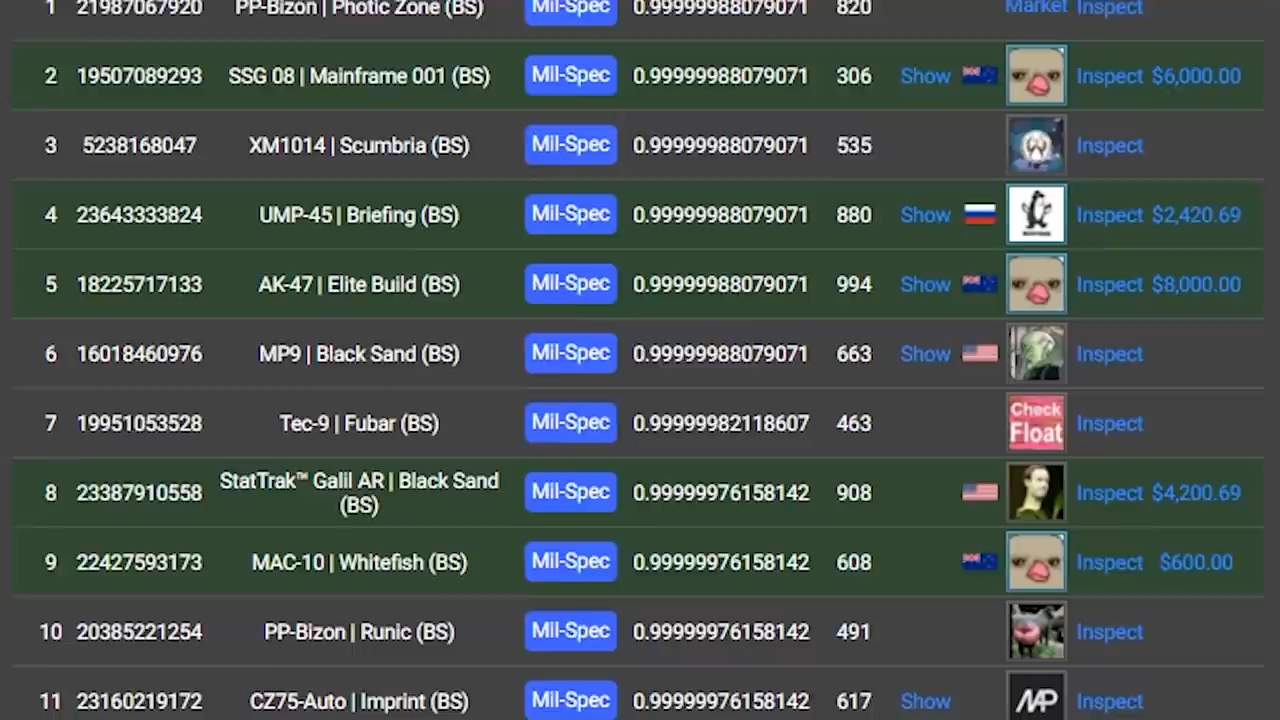 1 21987067920 PP-Bizon | Photic Zone (BS) Mil-Spec 0.99999988079071 820 Market Inspect
2 19507089293 SSG 08 | Mainframe 001 (BS) Mil-Spec 0.99999988079071 306 Show Inspect $6,000.00
3 5238168047 XM1014 | Scumbria (BS) Mil-Spec 0.99999988079071 535 Inspect
4 23643333824 UMP-45 | Briefing (BS) Mil-Spec 0.99999988079071 880 Show Inspect $2,420.69
5 18225717133 AK-47 | Elite Build (BS) Mil-Spec 0.99999988079071 994 Show Inspect $8,000.00
6 16018460976 MP9 | Black Sand (BS) Mil-Spec 0.99999988079071 663 Show Inspect
7 19951053528 Tec-9 | Fubar (BS) Mil-Spec 0.99999982118607 463 Check Float Inspect
8 23387910558 StatTrak™ Galil AR | Black Sand (BS) Mil-Spec 0.99999976158142 908 Inspect $4,200.69
9 22427593173 MAC-10 | Whitefish (BS) Mil-Spec 0.99999976158142 608 Inspect $600.00
10 20385221254 PP-Bizon | Runic (BS) Mil-Spec 0.99999976158142 491 Inspect
11 23160219172 CZ75-Auto | Imprint (BS) Mil-Spec 0.99999976158142 617 Show Inspect